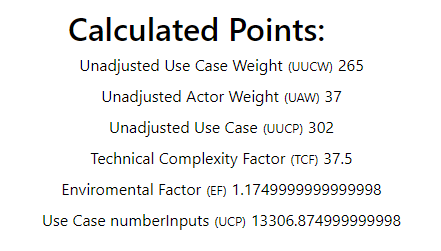 Calculated Points:
Unadjusted Use Case Weight (UUCW) 265
Unadjusted Actor Weight (UAW) 37
Unadjusted Use Case (UUCP) 302
Technical Complexity Factor (TCF) 37.5
Enviromental Factor (EF) 1.1749999999999998
Use Case numberInputs (UCP) 13306.874999999998